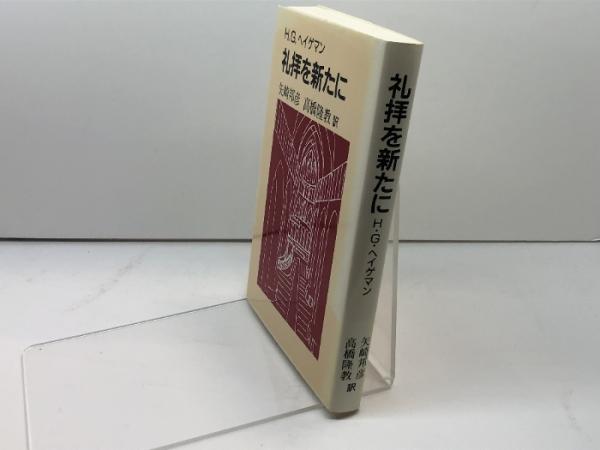 H.G.ヘイゲマン
礼拝を新たに
矢崎邦彦 高橋隆教 訳
礼拝を新たに
H・G・ヘイゲマン
矢崎邦彦
高橋隆教 訳